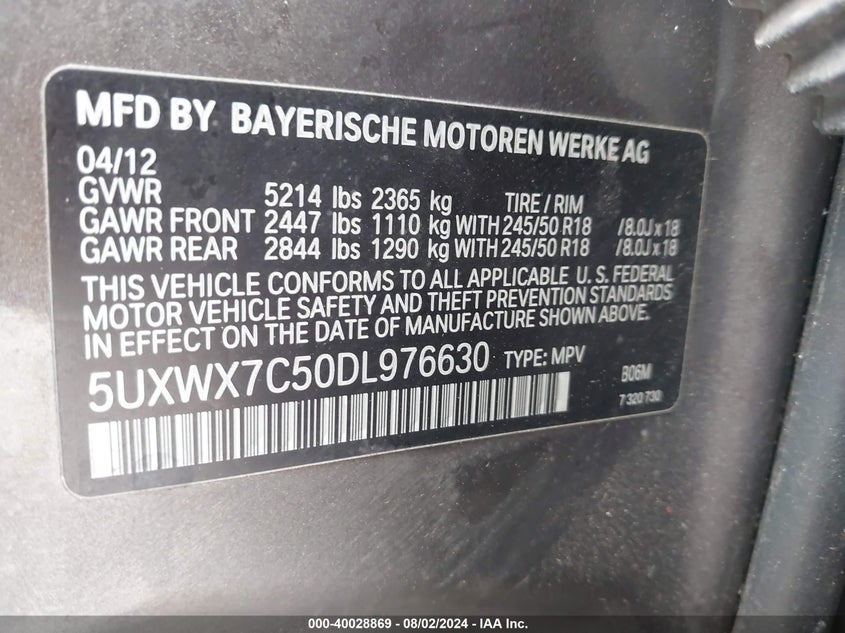 MFD BY BAYERISCHE MOTOREN WERKE AG
04/12
GVWR 5214 lbs 2365 kg TIRE / RIM
GAWR FRONT 2447 lbs 1110 kg WITH 245/50 R18 /8.0J x 18
GAWR REAR 2844 lbs 1290 kg WITH 245/50 R18 /8.0J x 18
THIS VEHICLE CONFORMS TO ALL APPLICABLE U. S. FEDERAL
MOTOR VEHICLE SAFETY AND THEFT PREVENTION STANDARDS
IN EFFECT ON THE DATE OF MANUFACTURE SHOWN ABOVE.
5UXWX7C50DL976630 TYPE: MPV B06M
7 320 730
000-40028869 - 08/02/2024 - IAA Inc.